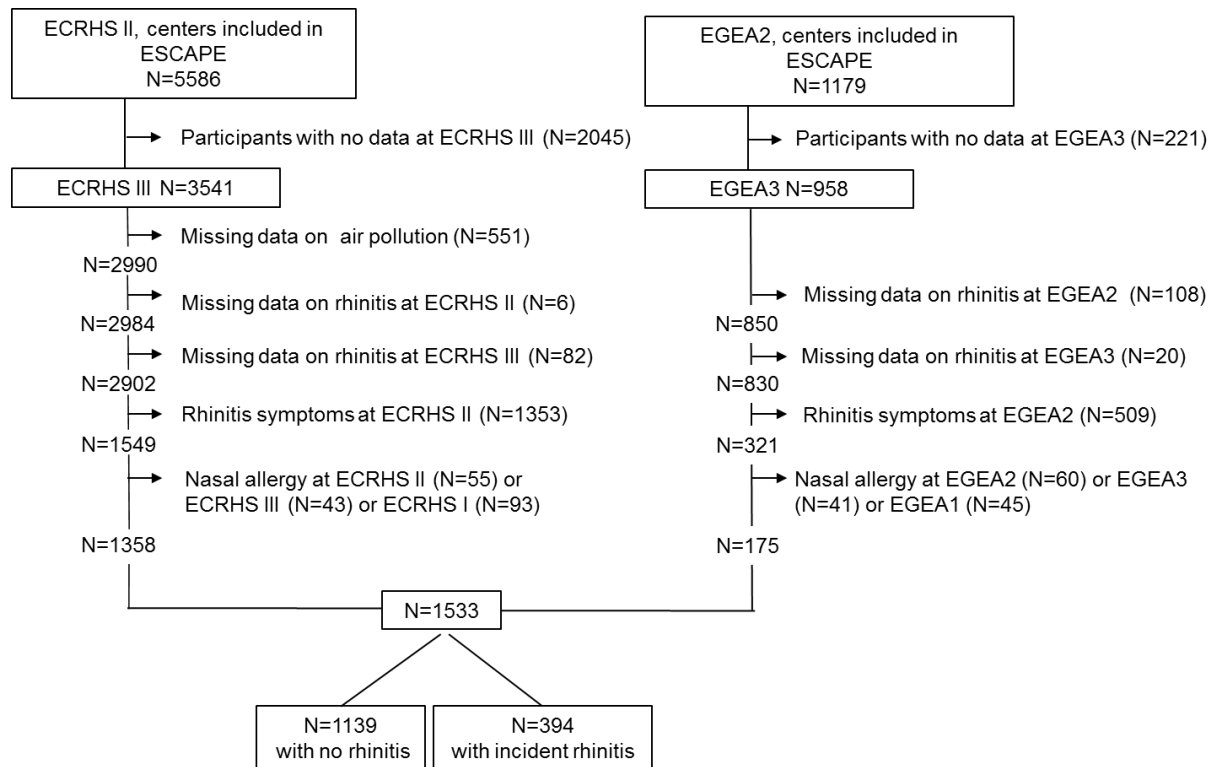 ECRHS II, centers included in
ESCAPE
N=5586
EGEA2, centers included in
ESCAPE
N=1179
Participants with no data at ECRHS III (N=2045)
Participants with no data at EGEA3 (N=221)
ECRHS III N=3541
EGEA3 N=958
Missing data on air pollution (N=551)
N=2990
Missing data on rhinitis at ECRHS II (N=6)
Missing data on rhinitis at EGEA2 (N=108)
N=2984
N=850
Missing data on rhinitis at ECRHS III (N=82)
Missing data on rhinitis at EGEA3 (N=20)
N=2902
N=830
Rhinitis symptoms at ECRHS II (N=1353)
Rhinitis symptoms at EGEA2 (N=509)
N=1549
N=321
Nasal allergy at ECRHS II (N=55) or
ECRHS III (N=43) or ECRHS I (N=93)
Nasal allergy at EGEA2 (N=60) or EGEA3
(N=41) or EGEA1 (N=45)
N=1358
N=175
N=1533
N=1139
with no rhinitis
N=394
with incident rhinitis